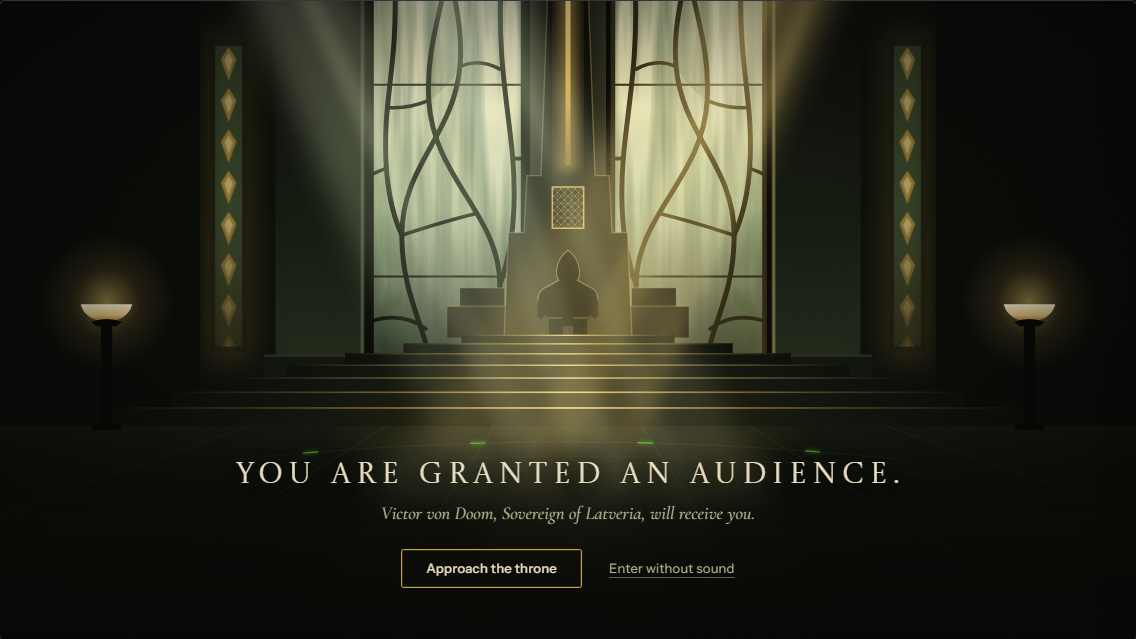 YOU ARE GRANTED AN AUDIENCE.
Victor von Doom, Sovereign of Latveria, will receive you.
Approach the throne
Enter without sound